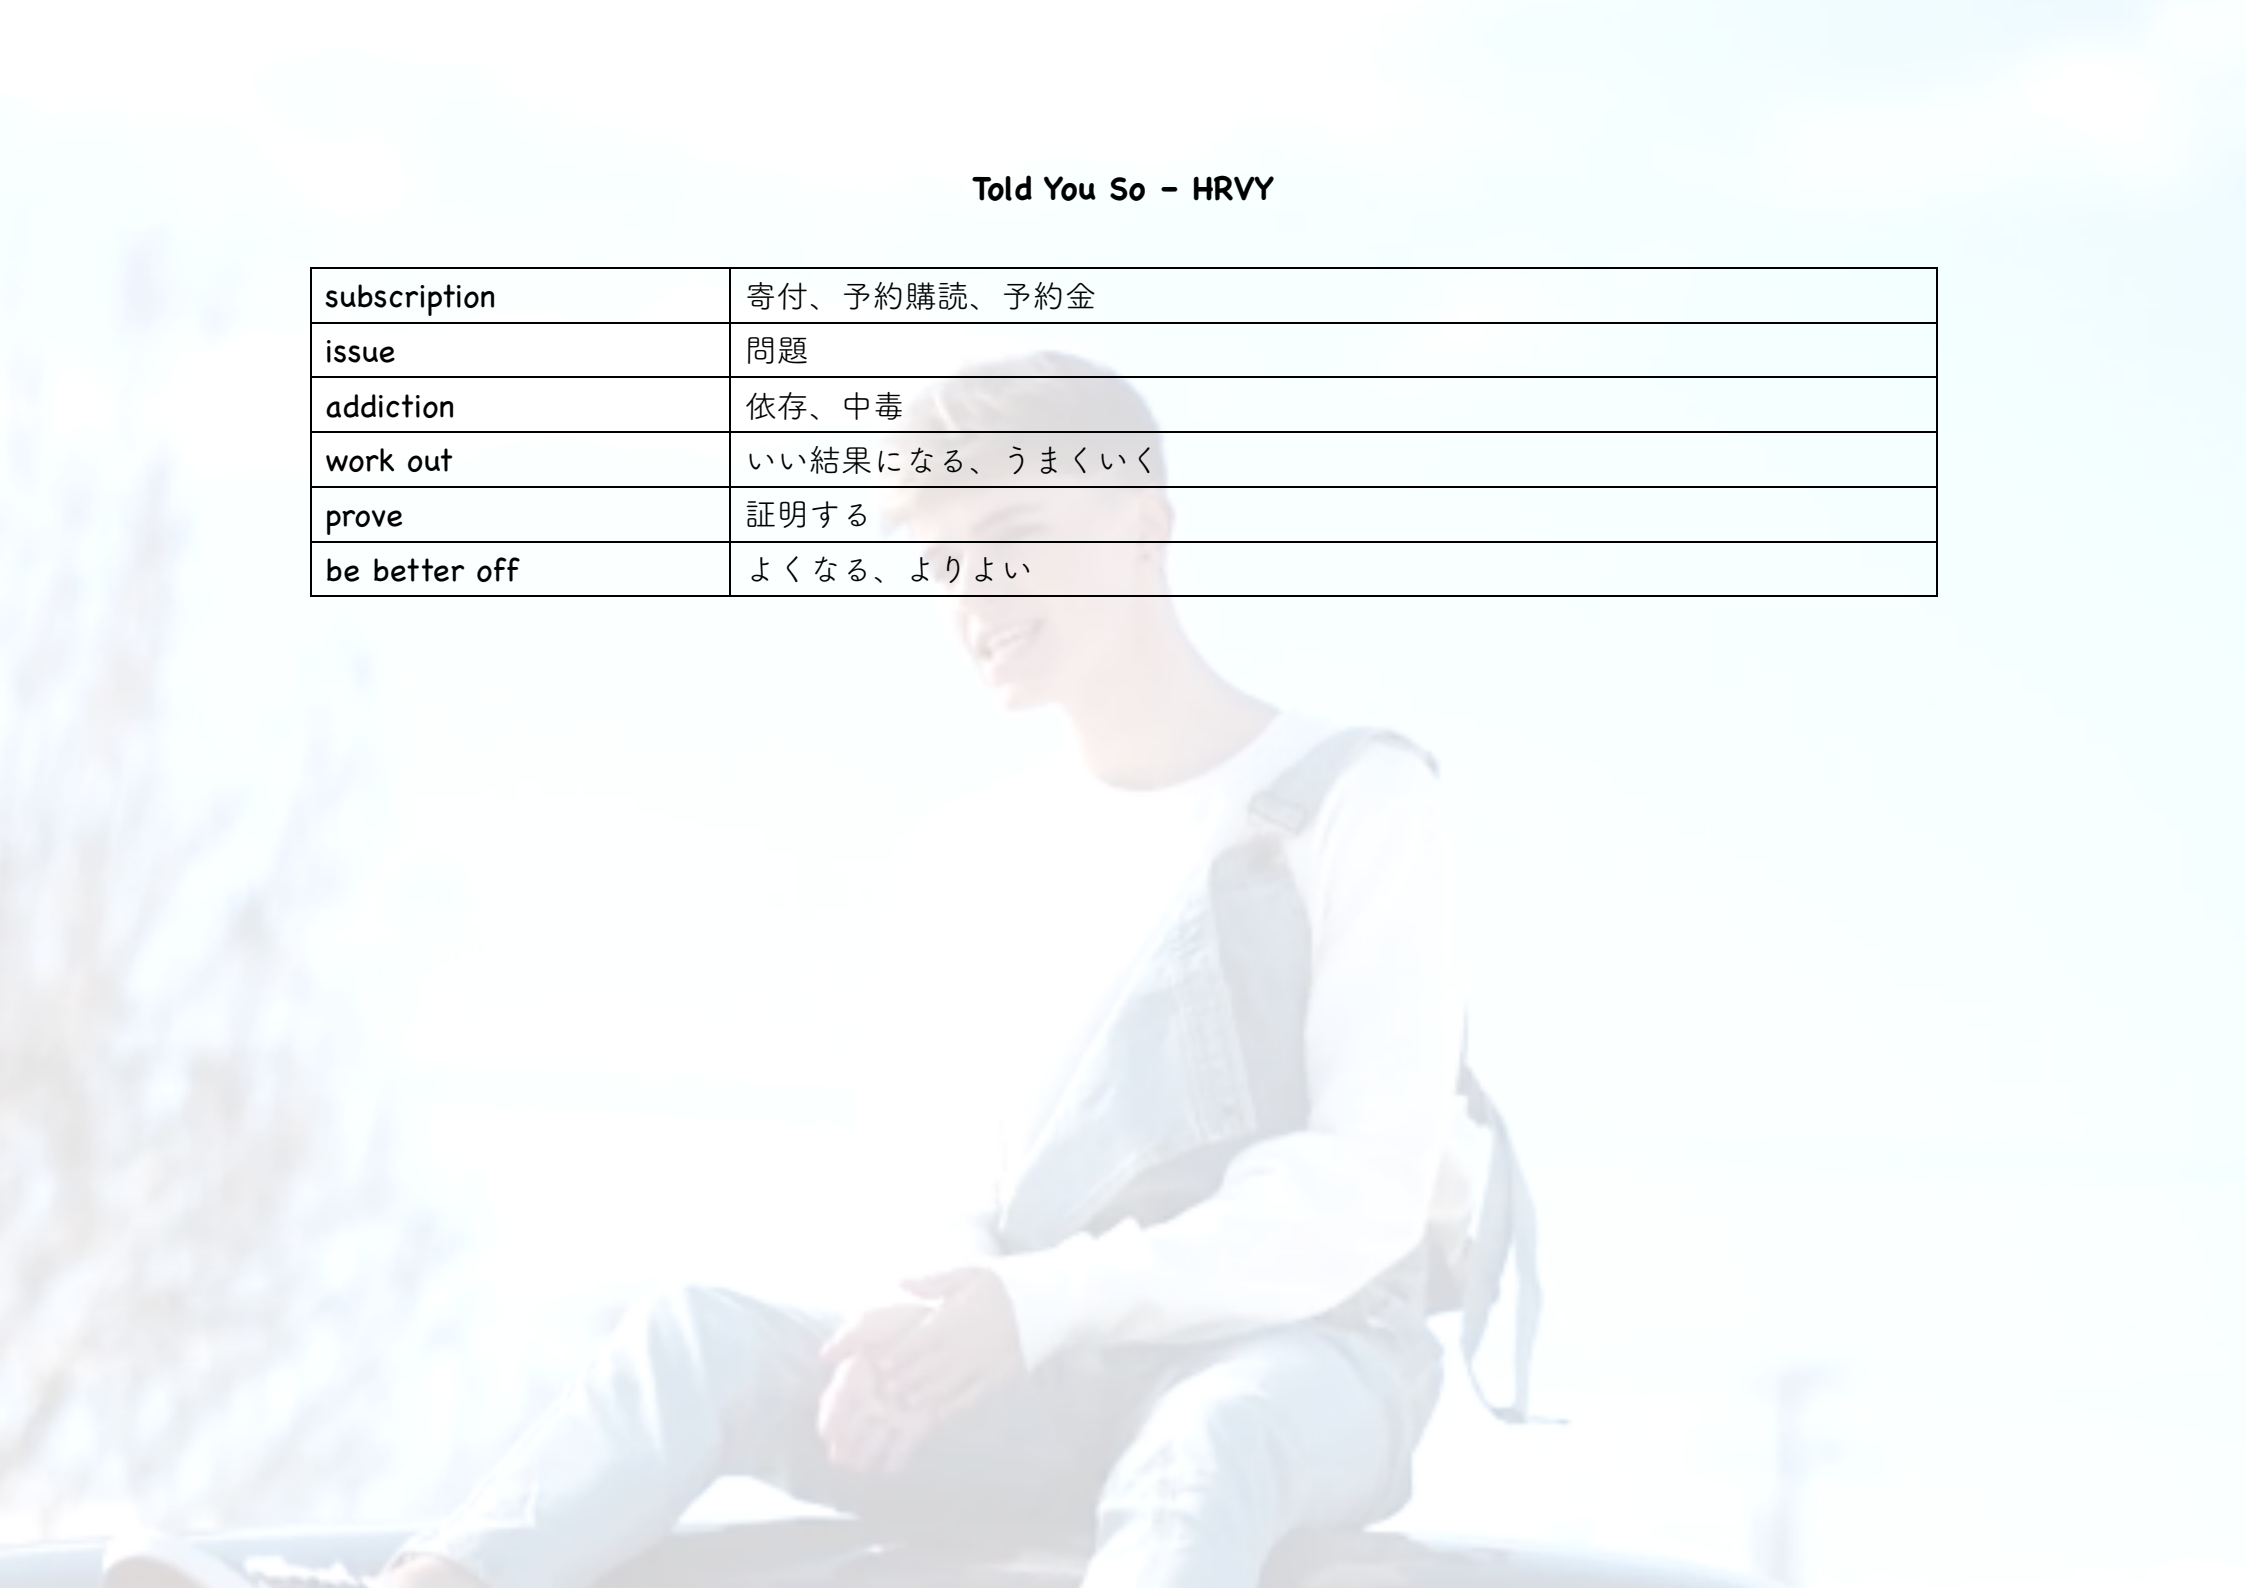 Told You So - HRVY
subscription 寄付、予約購読、予約金
issue 問題
addiction 依存、中毒
work out いい結果になる、うまくいく
prove 証明する
be better off よくなる、よりよい